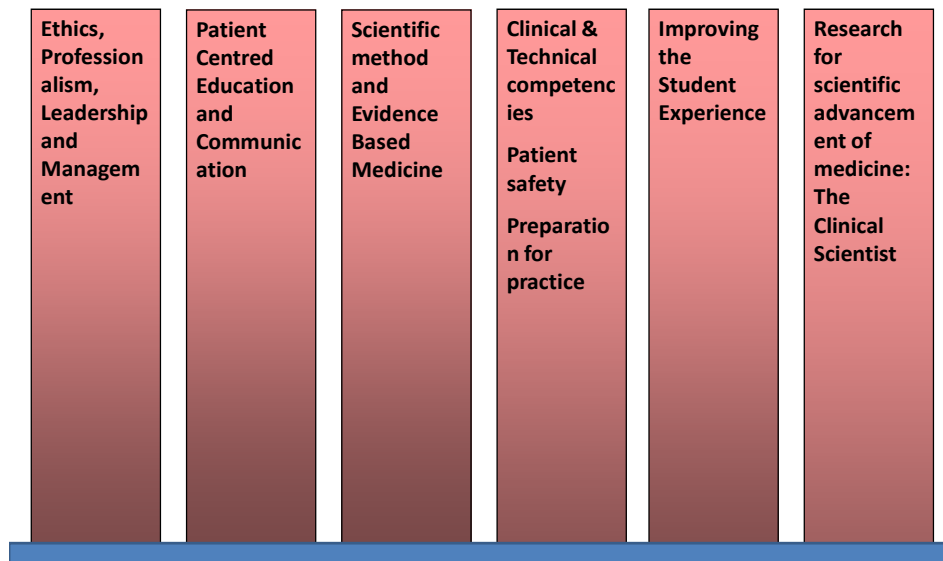 Ethics,
Profession
alism,
Leadership
and
Managem
ent
Patient
Centred
Education
and
Communic
ation
Scientific
method
and
Evidence
Based
Medicine
Clinical &
Technical
competenc
ies
Patient
safety
Preparatio
n for
practice
Improving
the
Student
Experience
Research
for
scientific
advancem
ent of
medicine:
The
Clinical
Scientist